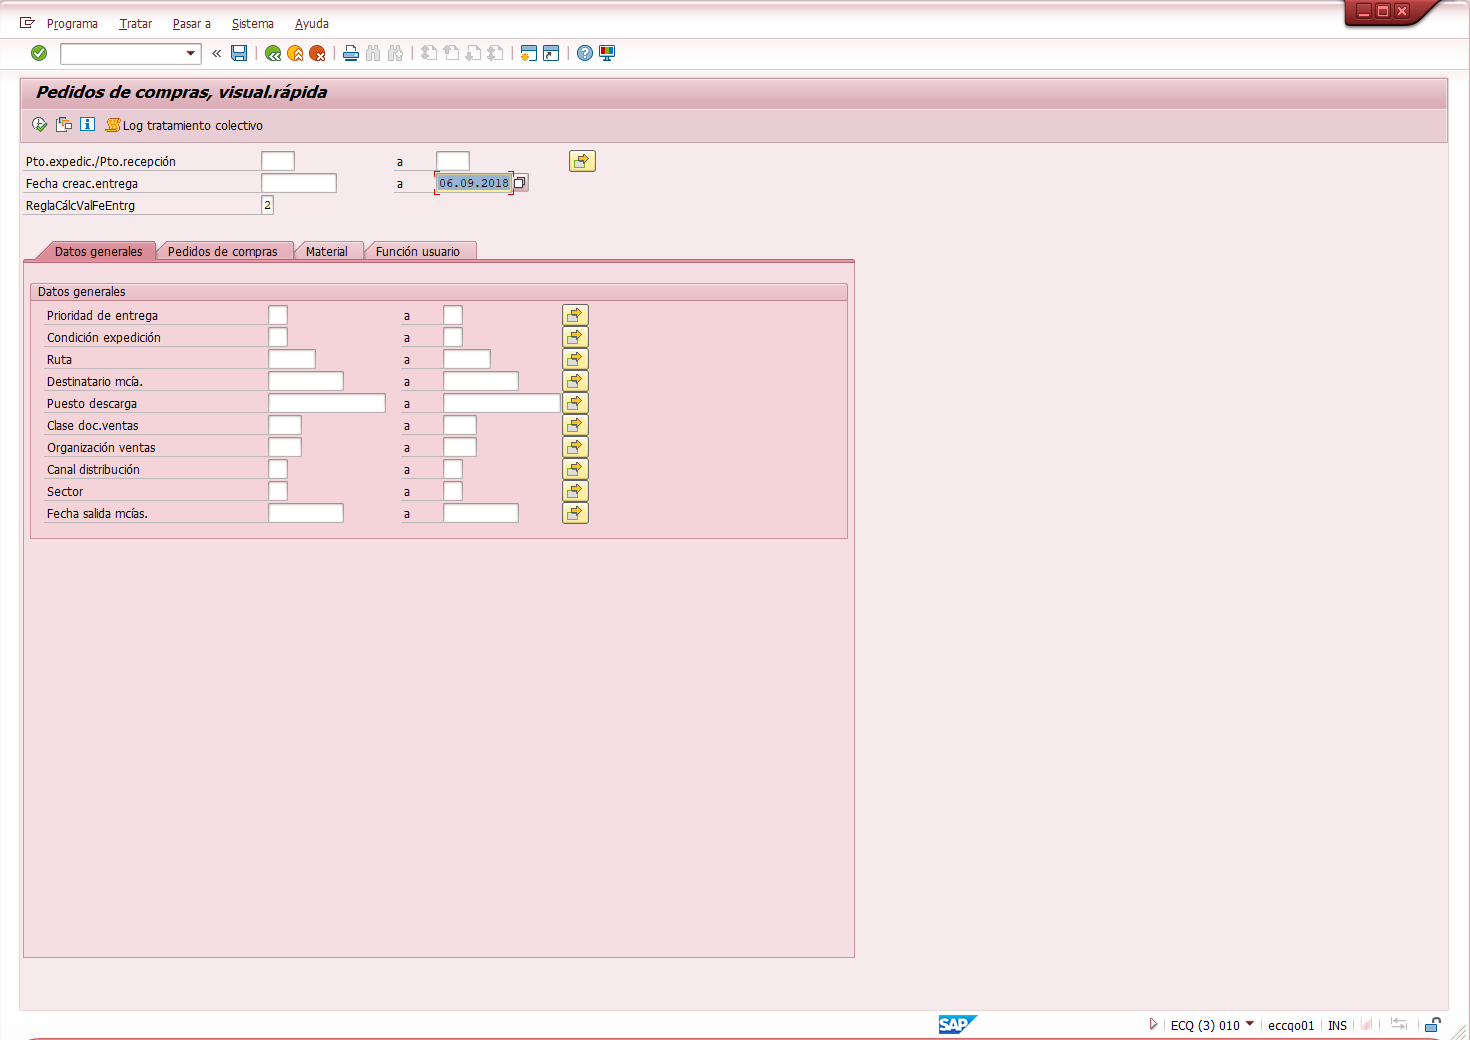 Programa Tratar Pasar a Sistema Ayuda
Pedidos de compras, visual.rápida
Log tratamiento colectivo
Pto.expedic./Pto.recepción a
Fecha creac.entrega a 06.09.2018
ReglaCálcValFeEntrg 2
Datos generales Pedidos de compras Material Función usuario
Datos generales
Prioridad de entrega a
Condición expedición a
Ruta a
Destinatario mcía. a
Puesto descarga a
Clase doc.ventas a
Organización ventas a
Canal distribución a
Sector a
Fecha salida mcías. a
SAP ECQ (3) 010 eccqo01 INS